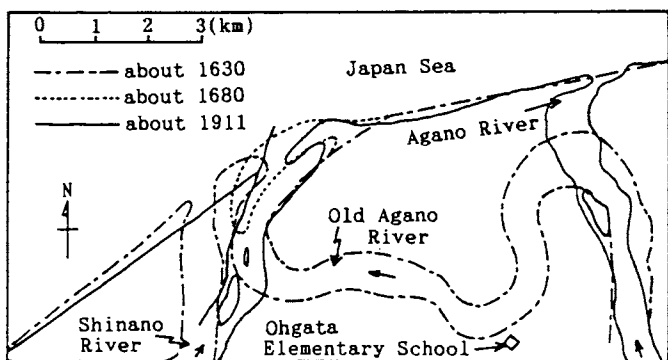 0 1 2 3(km)
about 1630
about 1680
about 1911
Japan Sea
Agano River
N
Old Agano
River
Shinano
River
Ohgata
Elementary School